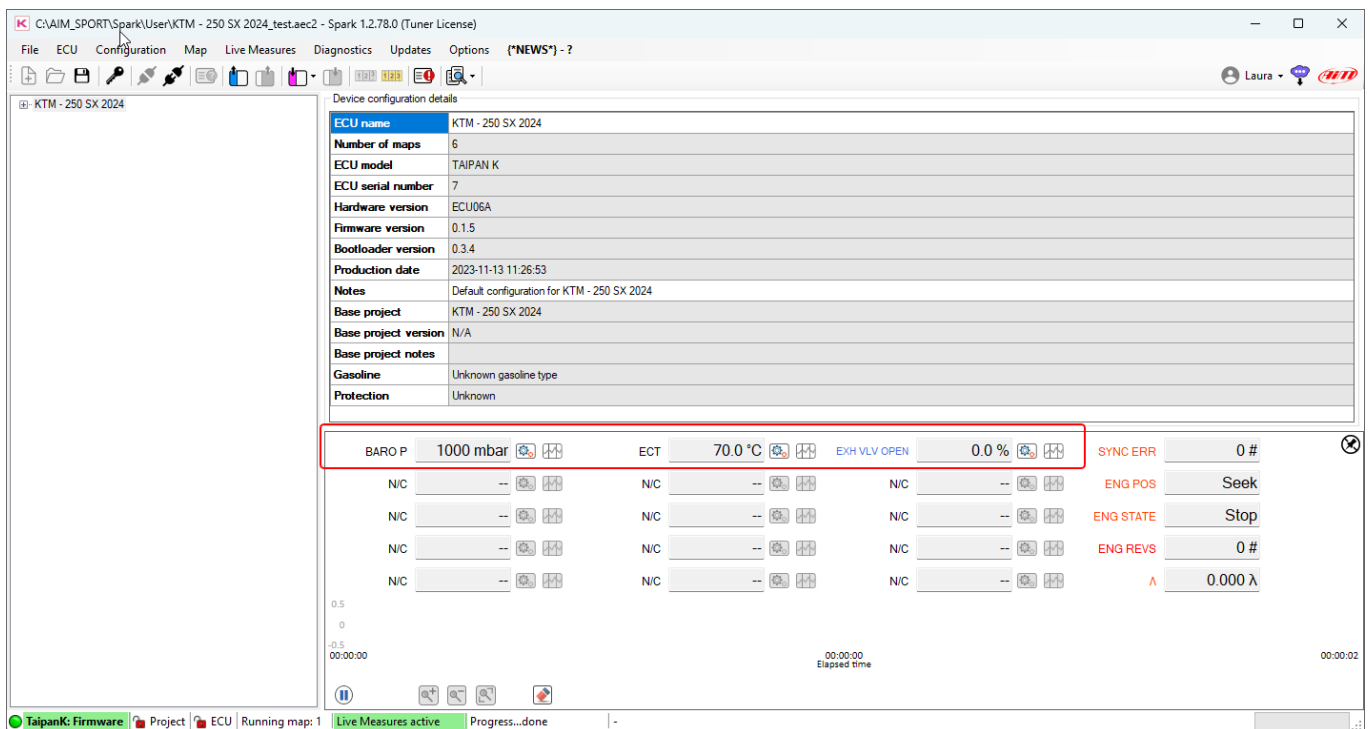 C:\AIM_SPORT\Spark\User\KTM - 250 SX 2024_test.aec2 - Spark 1.2.78.0 (Tuner License)
File ECU Configuration Map Live Measures Diagnostics Updates Options {*NEWS*} - ?
Laura
KTM - 250 SX 2024
Device configuration details
ECU name KTM - 250 SX 2024
Number of maps 6
ECU model TAIPAN K
ECU serial number 7
Hardware version ECU06A
Firmware version 0.1.5
Bootloader version 0.3.4
Production date 2023-11-13 11:26:53
Notes Default configuration for KTM - 250 SX 2024
Base project KTM - 250 SX 2024
Base project version N/A
Base project notes
Gasoline Unknown gasoline type
Protection Unknown
BARO P 1000 mbar ECT 70.0 °C EXH VLV OPEN 0.0 % SYNC ERR 0 #
N/C -- N/C -- N/C -- ENG POS Seek
N/C -- N/C -- N/C -- ENG STATE Stop
N/C -- N/C -- N/C -- ENG REVS 0 #
N/C -- N/C -- N/C -- Λ 0.000 λ
0.5
0
-0.5
00:00:00 00:00:00 00:00:02
Elapsed time
TaipanK: Firmware Project ECU Running map: 1 Live Measures active Progress...done -